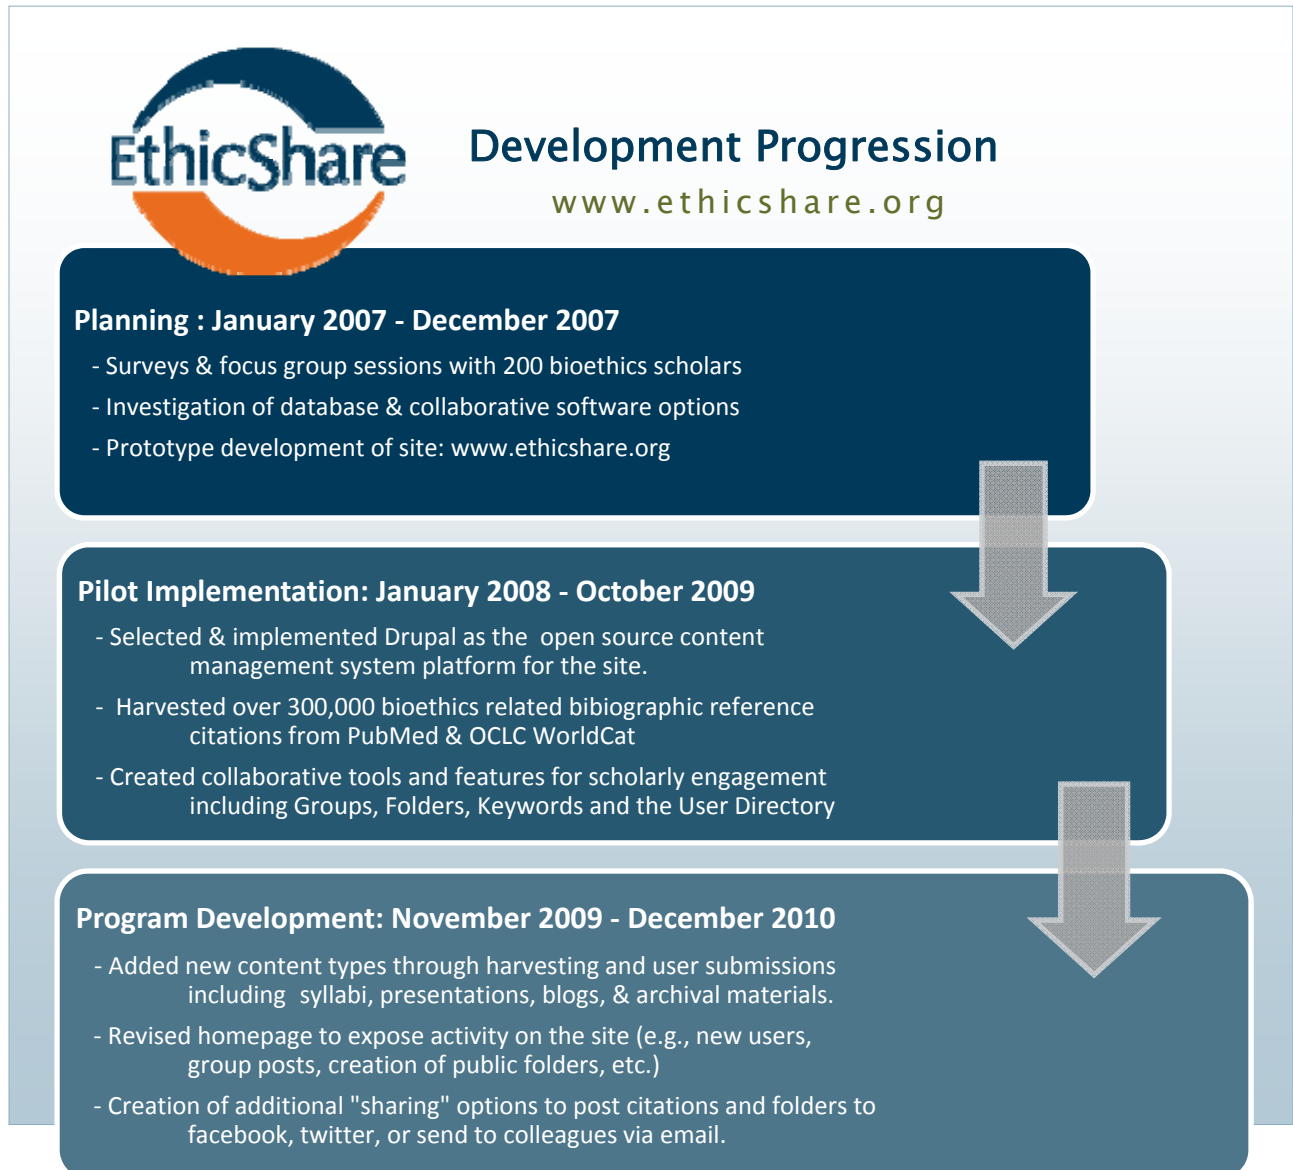 EthicShare
Development Progression
www.ethicshare.org
Planning : January 2007 - December 2007
- Surveys & focus group sessions with 200 bioethics scholars
- Investigation of database & collaborative software options
- Prototype development of site: www.ethicshare.org
Pilot Implementation: January 2008 - October 2009
- Selected & implemented Drupal as the open source content
management system platform for the site.
- Harvested over 300,000 bioethics related bibiographic reference
citations from PubMed & OCLC WorldCat
- Created collaborative tools and features for scholarly engagement
including Groups, Folders, Keywords and the User Directory
Program Development: November 2009 - December 2010
- Added new content types through harvesting and user submissions
including syllabi, presentations, blogs, & archival materials.
- Revised homepage to expose activity on the site (e.g., new users,
group posts, creation of public folders, etc.)
- Creation of additional "sharing" options to post citations and folders to
facebook, twitter, or send to colleagues via email.